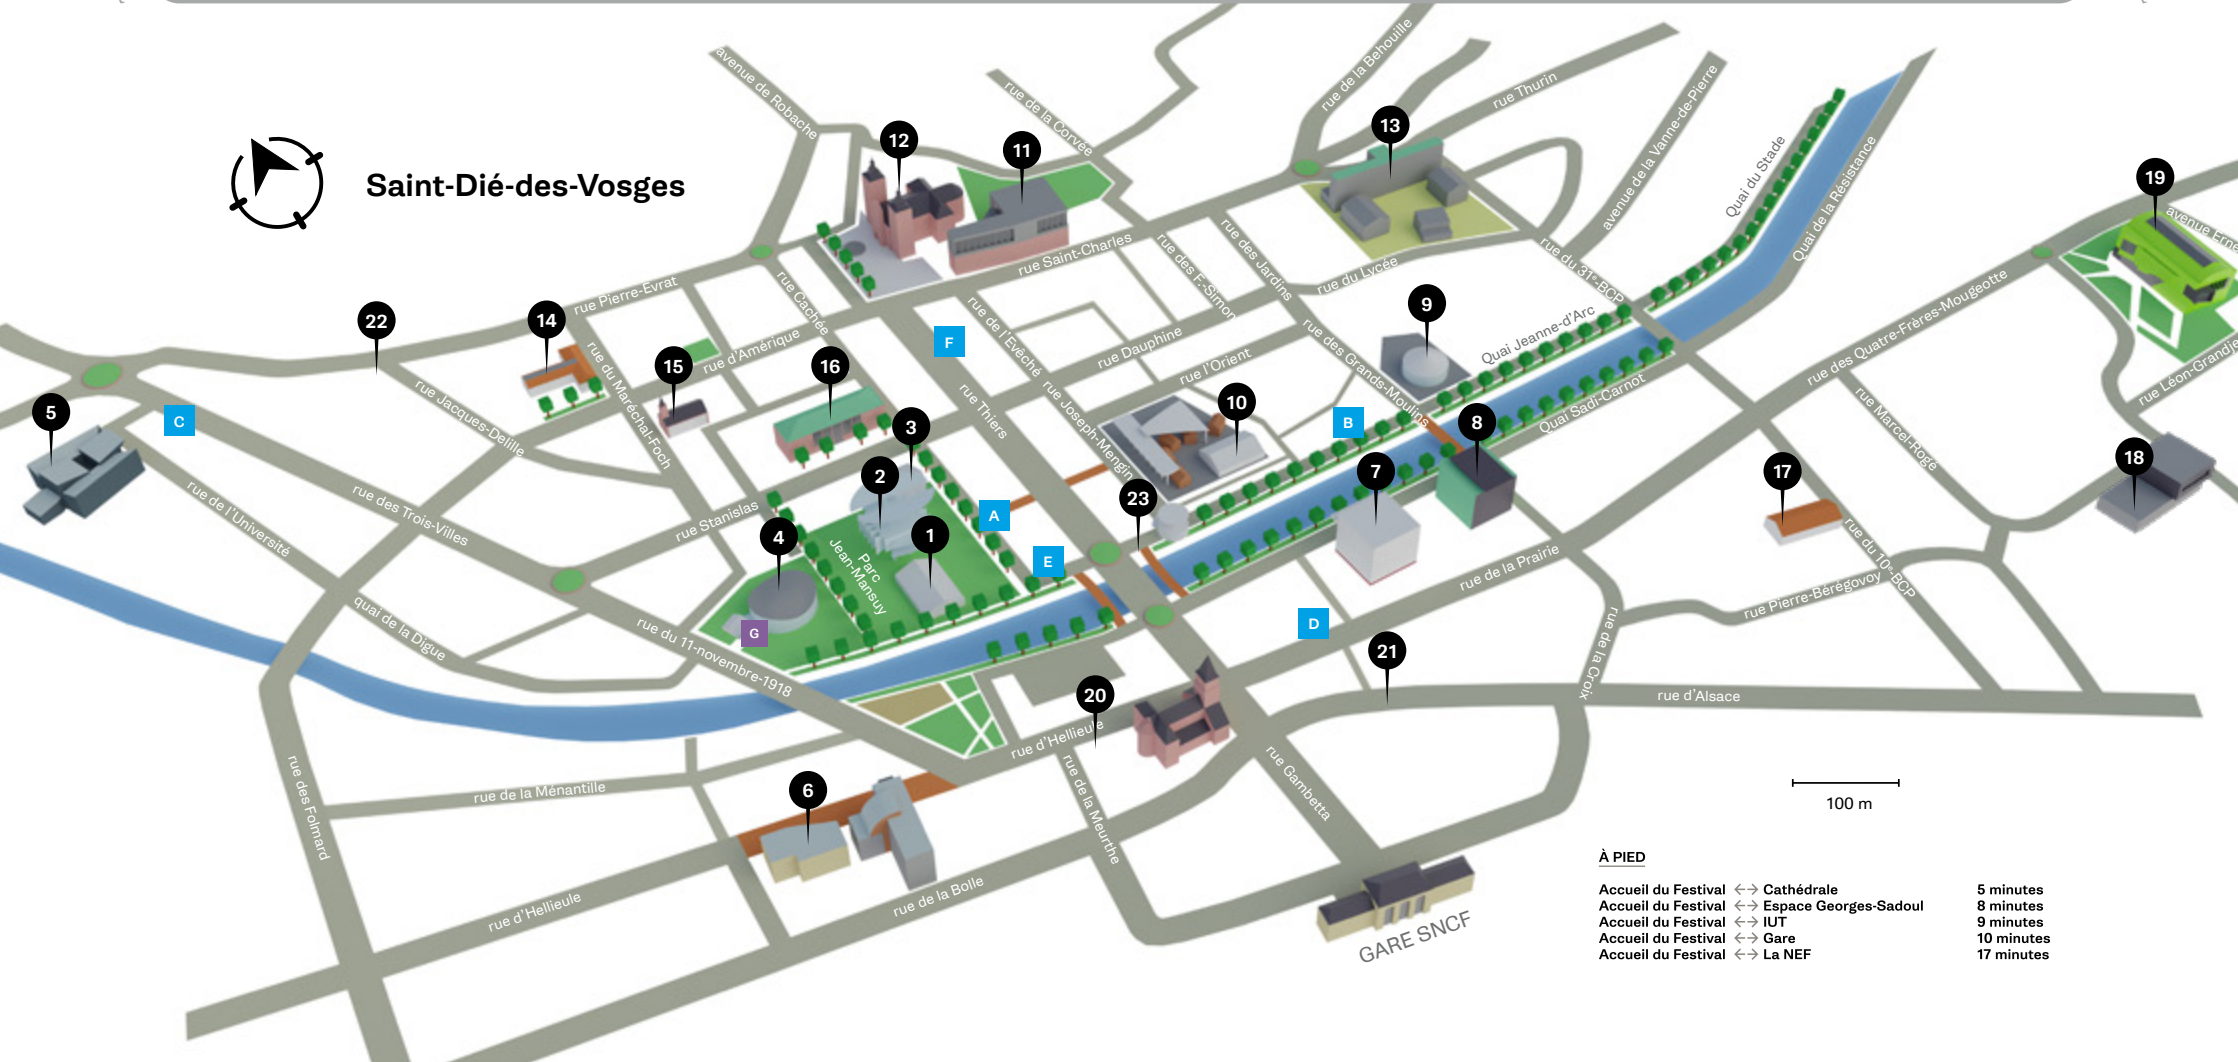 Saint-Dié-des-Vosges
avenue de Robache
rue de la Corvée
rue de la Behouille
rue Thurin
avenue de la Vanne-de-Pierre
Quai du Stade
Quai de la Résistance
12
11
13
19
avenue Erne
rue Pierre-Evrat
rue Cachée
rue Saint-Charles
rue des F.-Simon
rue des Jardins
rue du Lycée
rue du 31e-BCP
22
14
15
16
F
9
rue d'Amérique
rue de l'Evêché
rue Dauphine
rue l'Orient
rue des Grands-Moulins
Quai Jeanne-d'Arc
Quai Sadi-Carnot
rue des Quatre-Frères-Mougeotte
rue Léon-Grandje
5
C
rue Jacques-Delille
rue du Maréchal-Foch
rue Thiers
rue Joseph-Mengin
3
10
B
8
rue Marcel-Rogé
rue de l'Université
rue des Trois-Villes
rue Stanislas
2
A
23
7
17
18
4
1
E
Parc
Jean-Mansuy
rue de la Prairie
rue du 10e-BCP
rue Pierre-Bérégovoy
quai de la Digue
rue du 11-novembre-1918
G
D
21
rue de la Croix
rue d'Alsace
20
rue d'Hellieule
rue des Folmard
rue de la Ménantille
6
rue de la Meurthe
rue Gambetta
100 m
rue d'Hellieule
rue de la Bolle
GARE SNCF
À PIED
Accueil du Festival ←→ Cathédrale 5 minutes
Accueil du Festival ←→ Espace Georges-Sadoul 8 minutes
Accueil du Festival ←→ IUT 9 minutes
Accueil du Festival ←→ Gare 10 minutes
Accueil du Festival ←→ La NEF 17 minutes